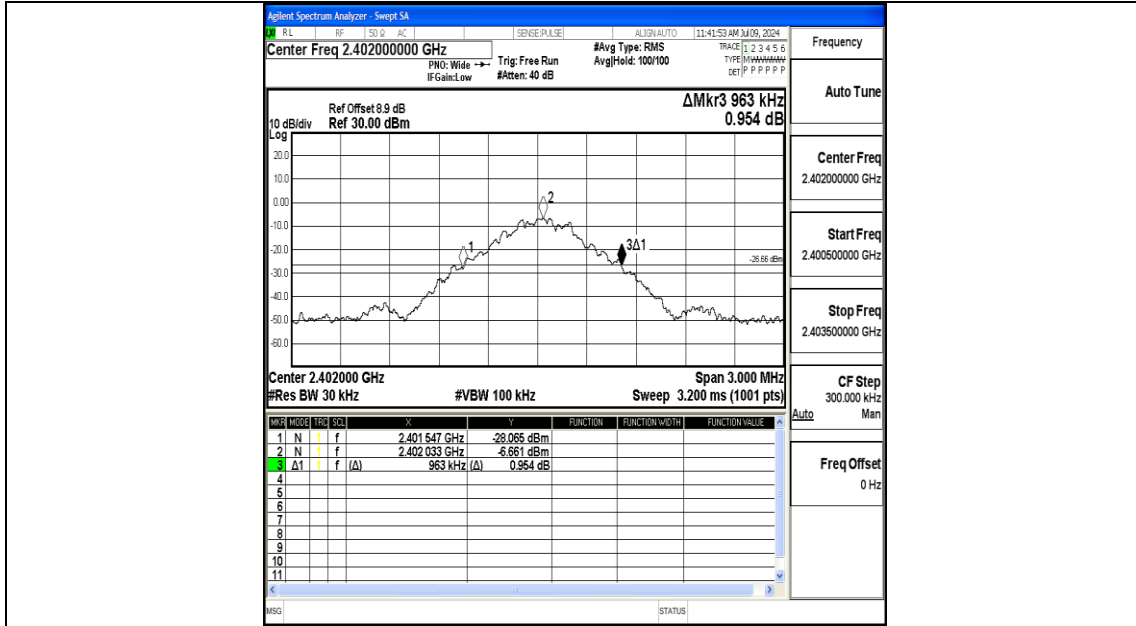 Agilent Spectrum Analyzer - Swept SA
RL RF 50 Ω AC SENSE:PULSE ALIGN AUTO 11:41:53 AM Jul 09, 2024
Center Freq 2.402000000 GHz #Avg Type: RMS TRACE 1 2 3 4 5 6
PNO: Wide Trig: Free Run Avg|Hold: 100/100 TYPE
IFGain:Low #Atten: 40 dB DET P P P P P P
ΔMkr3 963 kHz
Ref Offset 8.9 dB
0.954 dB
10 dB/div Ref 30.00 dBm
Log
20.0
10.0
0.00
2
-10.0
1
3Δ1
-20.0
-26.66 dBm
-30.0
-40.0
-50.0
-60.0
Center 2.402000 GHz Span 3.000 MHz
#Res BW 30 kHz #VBW 100 kHz Sweep 3.200 ms (1001 pts)
MKR MODE TRC SCL X Y FUNCTION FUNCTION WIDTH FUNCTION VALUE
1 N 1 f 2.401 547 GHz -28.065 dBm
2 N 1 f 2.402 033 GHz -6.661 dBm
3 Δ1 1 f (Δ) 963 kHz (Δ) 0.954 dB
4
5
6
7
8
9
10
11
MSG STATUS
Frequency
Auto Tune
Center Freq
2.402000000 GHz
Start Freq
2.400500000 GHz
Stop Freq
2.403500000 GHz
CF Step
300.000 kHz
Auto Man
Freq Offset
0 Hz